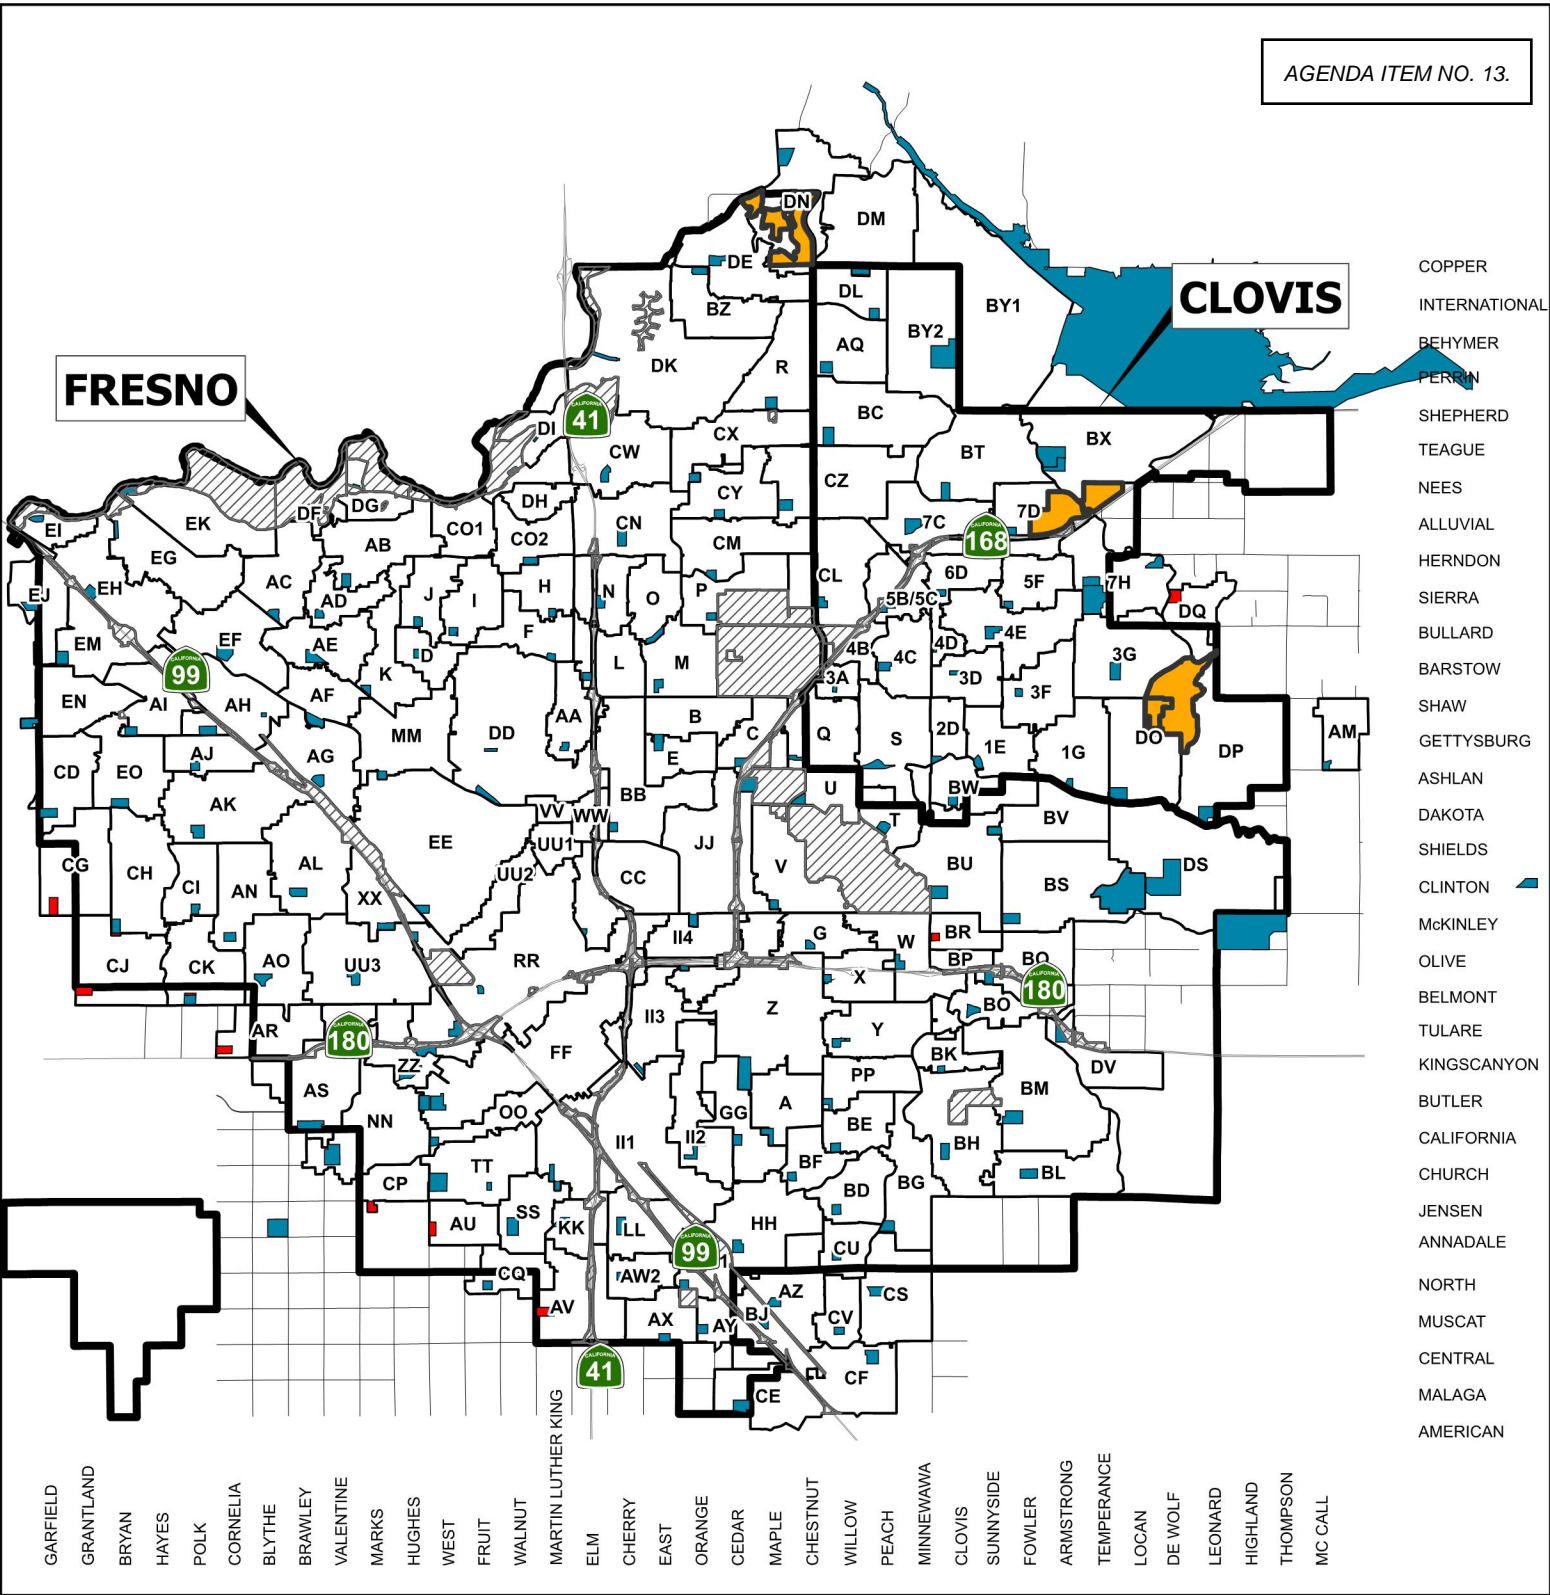 AGENDA ITEM NO. 13.
DN
DM
DE
COPPER
DL
CLOVIS
BZ
BY1
INTERNATIONAL
BY2
AQ
BEHYMER
FRESNO
DK
R
PERRIN
CALIFORNIA
41
BC
SHEPHERD
DI
CX
BX
CW
BT
TEAGUE
CZ
CY
NEES
DH
DG
DF
7D
EK
CN
7C
ALLUVIAL
EI
CO1
CO2
AB
CM
CALIFORNIA
168
EG
HERNDON
AC
CL
6D
5F
7H
EH
EJ
AD
J
I
H
N
O
P
5B/5C
DQ
SIERRA
EM
EF
AE
F
4E
BULLARD
D
4B
4C
4D
3G
CALIFORNIA
99
K
L
M
3A
3D
3F
BARSTOW
EN
AI
AH
AF
AA
B
SHAW
MM
DD
C
Q
S
2D
1E
1G
DO
DP
AM
GETTYSBURG
AJ
AG
E
CD
EO
ASHLAN
AK
BB
U
BW
VV
WW
T
BV
DAKOTA
EE
UU1
JJ
SHIELDS
CG
CH
CI
AN
AL
UU2
CC
V
BU
BS
DS
XX
CLINTON
McKINLEY
II4
G
W
BR
CJ
CK
AO
UU3
RR
BP
BQ
OLIVE
X
CALIFORNIA
180
BELMONT
BO
II3
Z
AR
CALIFORNIA
180
Y
TULARE
FF
BK
ZZ
PP
DV
KINGSCANYON
AS
BM
NN
OO
GG
A
BUTLER
II1
II2
BE
BH
CALIFORNIA
TT
BF
CP
BD
BG
BL
CHURCH
SS
AU
KK
LL
HH
JENSEN
CALIFORNIA
99
1
CU
ANNADALE
CQ
AW2
AZ
CS
NORTH
AV
AX
AY
BJ
CV
MUSCAT
CALIFORNIA
41
CF
CENTRAL
CE
MALAGA
AMERICAN
GARFIELD
GRANTLAND
BRYAN
HAYES
POLK
CORNELIA
BLYTHE
BRAWLEY
VALENTINE
MARKS
HUGHES
WEST
FRUIT
WALNUT
MARTIN LUTHER KING
ELM
CHERRY
EAST
ORANGE
CEDAR
MAPLE
CHESTNUT
WILLOW
PEACH
MINNEWAWA
CLOVIS
SUNNYSIDE
FOWLER
ARMSTRONG
TEMPERANCE
LOCAN
DE WOLF
LEONARD
HIGHLAND
THOMPSON
MC CALL